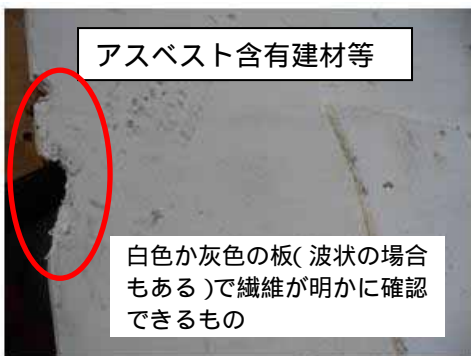 アスベスト含有建材等
白色か灰色の板(波状の場合
もある)で繊維が明かに確認
できるもの